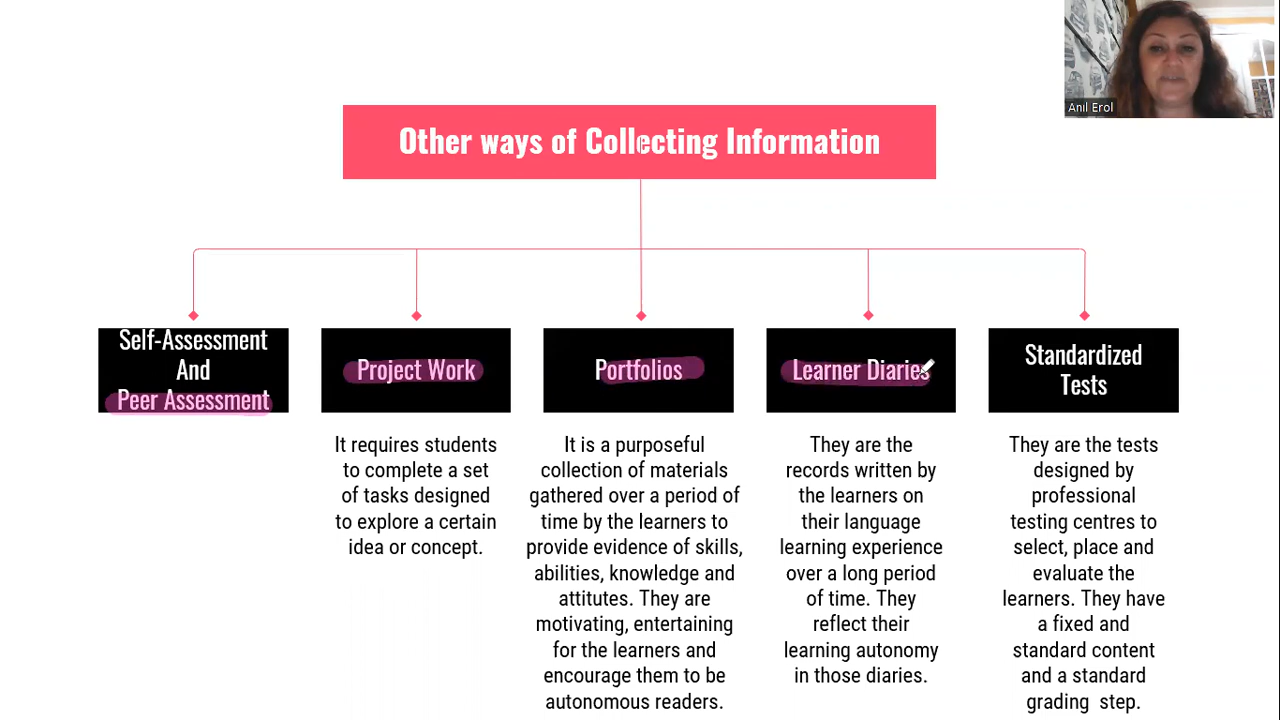 Anıl Erol
Other ways of Collecting Information
Self-Assessment
And
Peer Assessment
Project Work
Portfolios
Learner Diaries
Standardized
Tests
It requires students
to complete a set
of tasks designed
to explore a certain
idea or concept.
It is a purposeful
collection of materials
gathered over a period of
time by the learners to
provide evidence of skills,
abilities, knowledge and
attitutes. They are
motivating, entertaining
for the learners and
encourage them to be
autonomous readers.
They are the
records written by
the learners on
their language
learning experience
over a long period
of time. They
reflect their
learning autonomy
in those diaries.
They are the tests
designed by
professional
testing centres to
select, place and
evaluate the
learners. They have
a fixed and
standard content
and a standard
grading step.